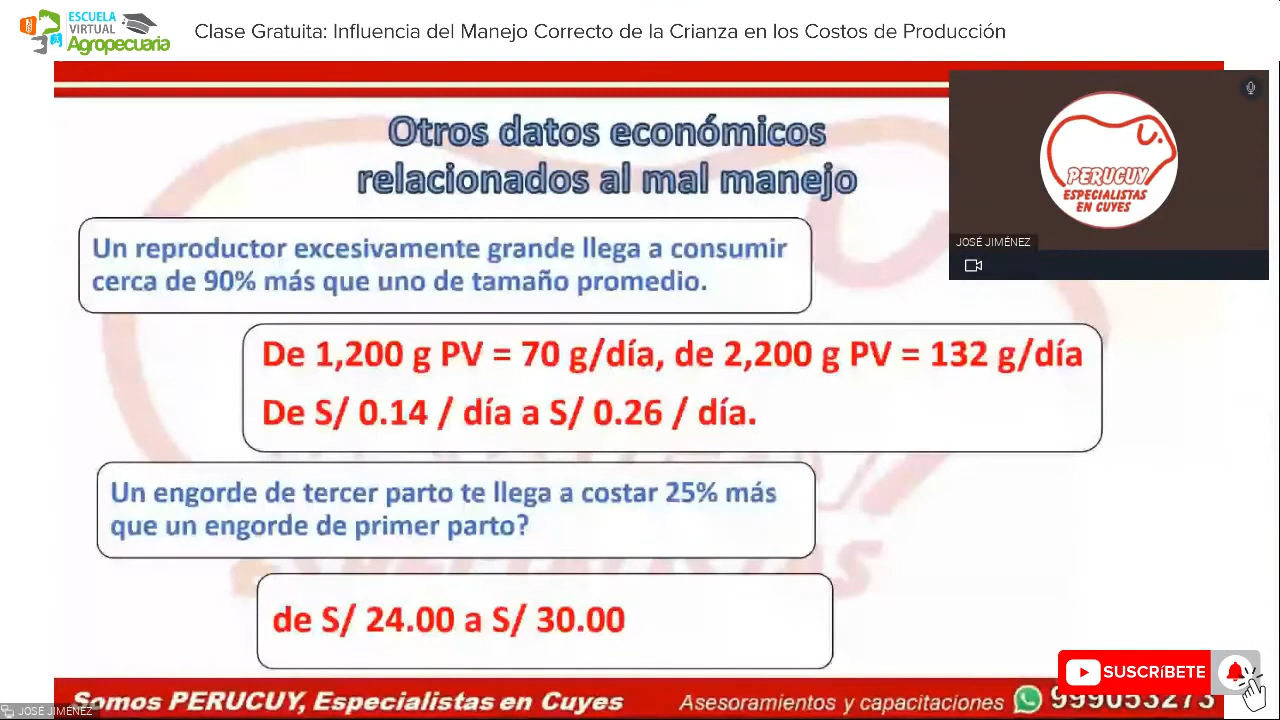 ESCUELA
VIRTUAL
Agropecuaria
Clase Gratuita: Influencia del Manejo Correcto de la Crianza en los Costos de Producción
Otros datos económicos
relacionados al mal manejo
PERUCUY
ESPECIALISTAS
EN CUYES
JOSÉ JIMÉNEZ
Un reproductor excesivamente grande llega a consumir
cerca de 90% más que uno de tamaño promedio.
De 1,200 g PV = 70 g/día, de 2,200 g PV = 132 g/día
De S/ 0.14 / día a S/ 0.26 / día.
Un engorde de tercer parto te llega a costar 25% más
que un engorde de primer parto?
de S/ 24.00 a S/ 30.00
SUSCRíBETE
Somos PERUCUY, Especialistas en Cuyes
Asesoramientos y capacitaciones 999053273
JOSÉ JIMÉNEZ